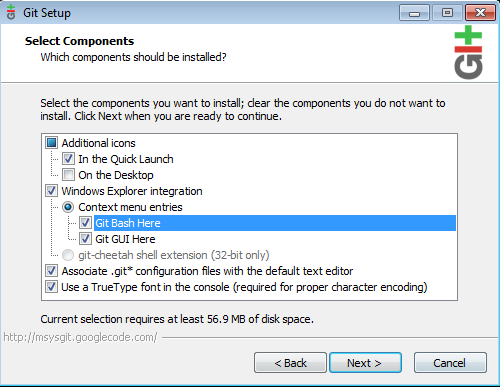 Git Setup
Select Components
Which components should be installed?
GIt
Select the components you want to install; clear the components you do not want to
install. Click Next when you are ready to continue.
Additional icons
In the Quick Launch
On the Desktop
Windows Explorer integration
Context menu entries
Git Bash Here
Git GUI Here
git-cheetah shell extension (32-bit only)
Associate .git* configuration files with the default text editor
Use a TrueType font in the console (required for proper character encoding)
Current selection requires at least 56.9 MB of disk space.
http://msysgit.googlecode.com/
< Back
Next >
Cancel